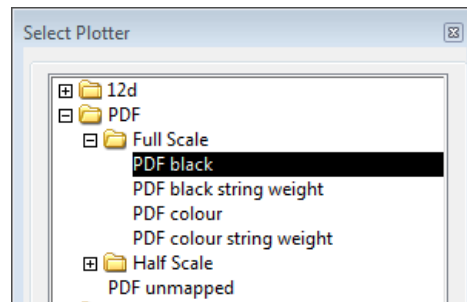 Select Plotter
12d
PDF
Full Scale
PDF black
PDF black string weight
PDF colour
PDF colour string weight
Half Scale
PDF unmapped